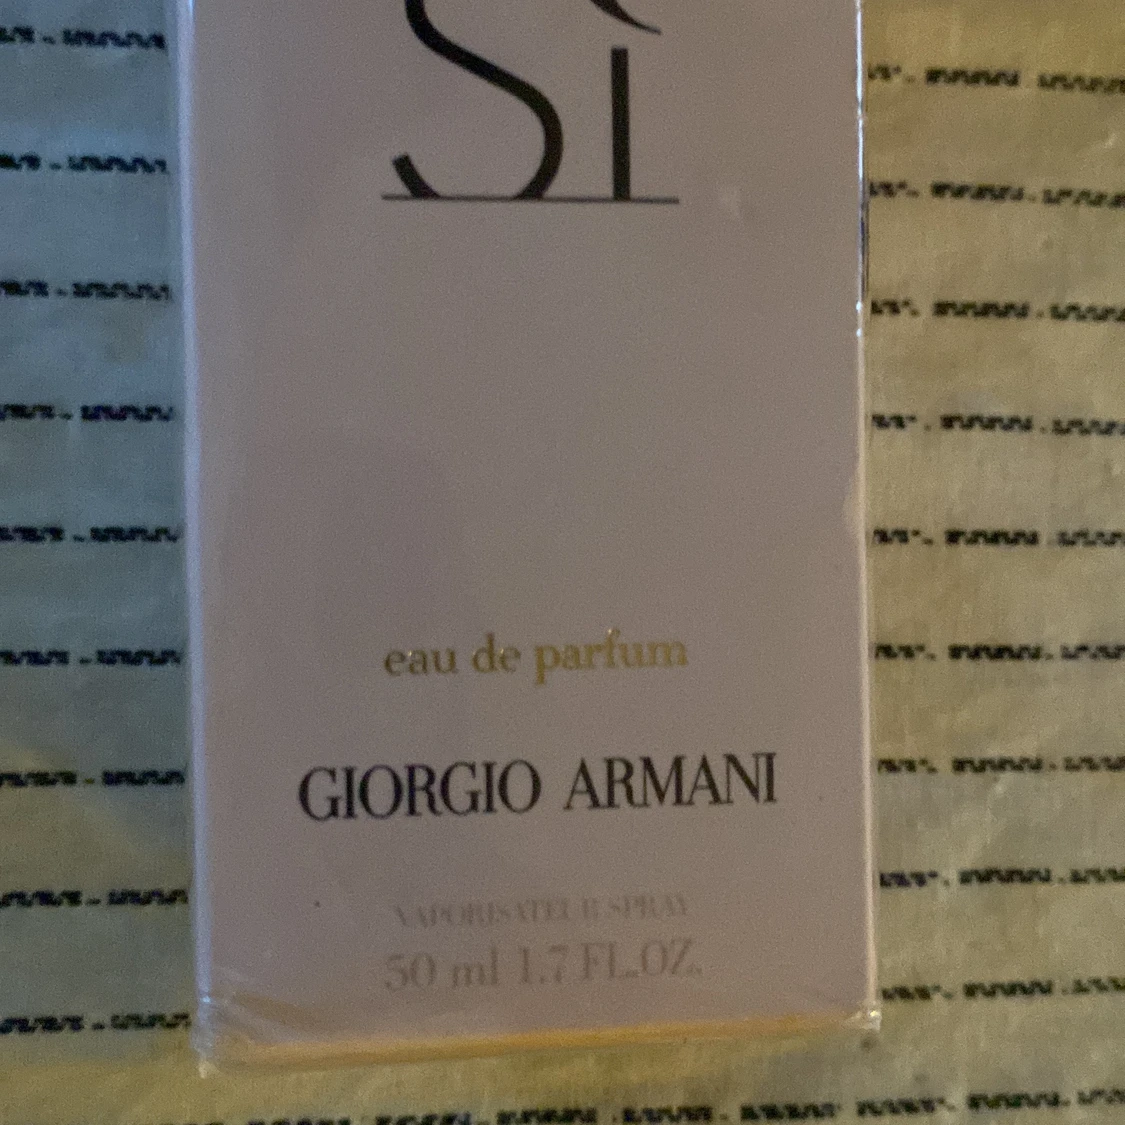 Sì
eau de parfum
GIORGIO ARMANI
VAPORISATEUR SPRAY
50 ml 1.7 FL.OZ.